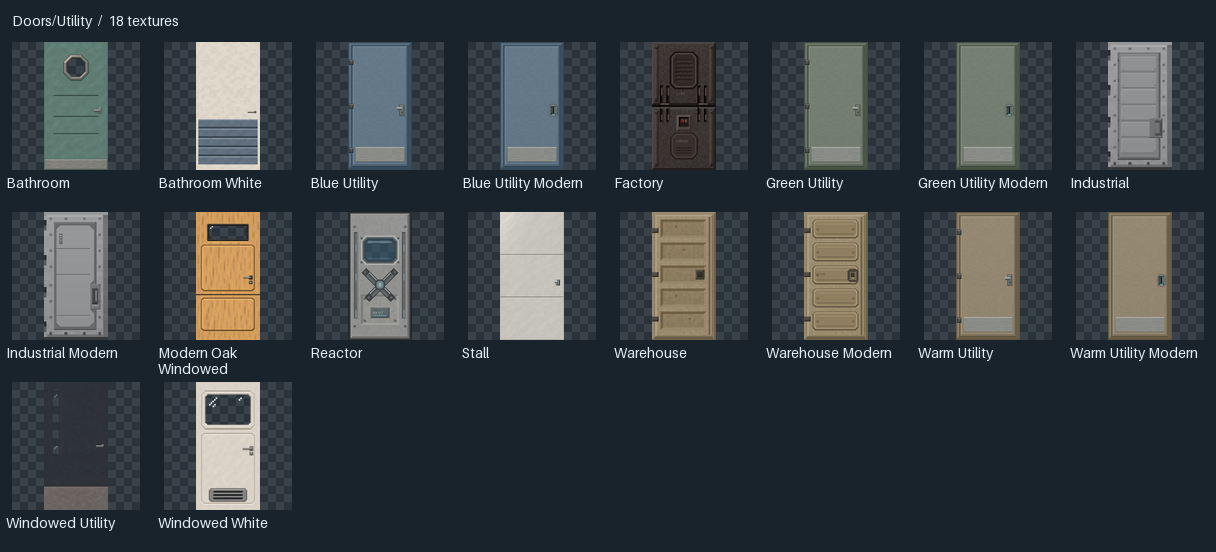 Doors/Utility / 18 textures
Bathroom
Bathroom White
Blue Utility
Blue Utility Modern
Factory
Green Utility
Green Utility Modern
Industrial
Industrial Modern
Modern Oak
Windowed
Reactor
Stall
Warehouse
Warehouse Modern
Warm Utility
Warm Utility Modern
Windowed Utility
Windowed White